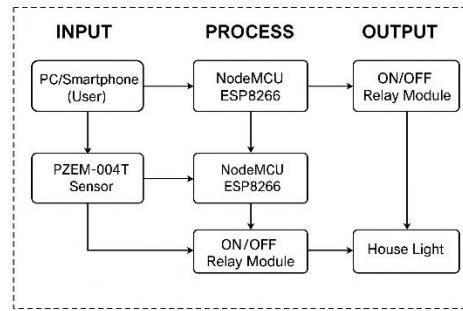 INPUT PROCESS OUTPUT
PC/Smartphone
(User)
NodeMCU
ESP8266
ON/OFF
Relay Module
PZEM-004T
Sensor
NodeMCU
ESP8266
ON/OFF
Relay Module
House Light